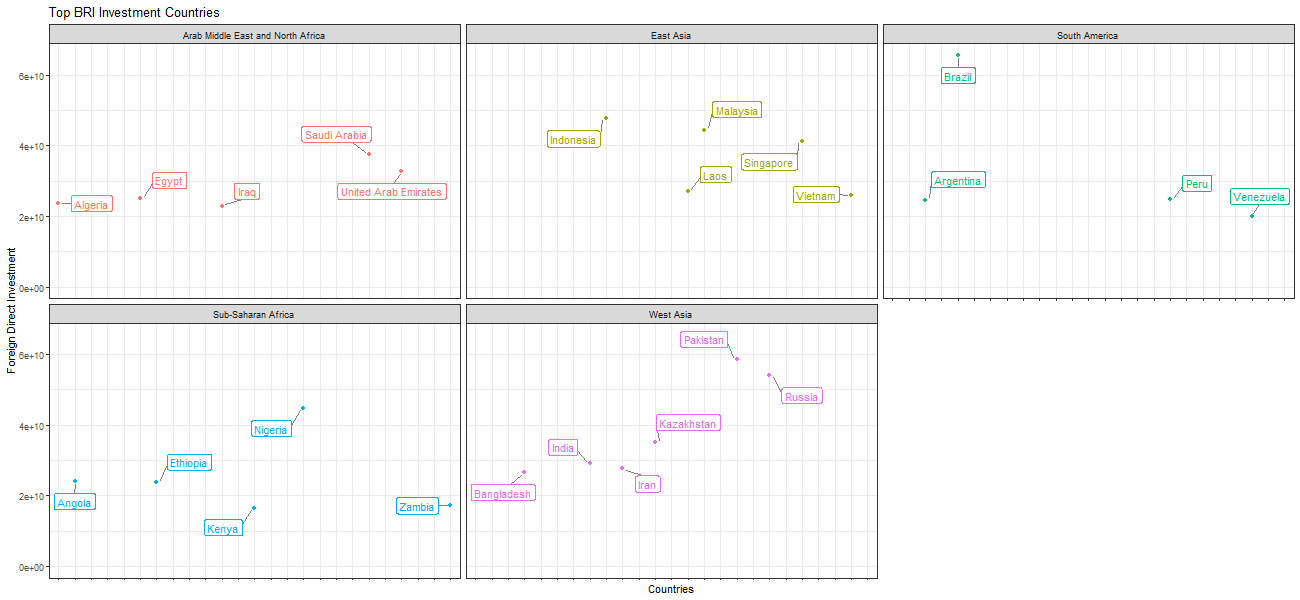 Top BRI Investment Countries
Arab Middle East and North Africa
East Asia
South America
6e+10
4e+10
2e+10
0e+00
Saudi Arabia
Egypt
Iraq
United Arab Emirates
Algeria
Malaysia
Indonesia
Singapore
Laos
Vietnam
Brazil
Argentina
Peru
Venezuela
Foreign Direct Investment
Sub-Saharan Africa
West Asia
6e+10
4e+10
2e+10
0e+00
Nigeria
Ethiopia
Angola
Zambia
Kenya
Pakistan
Russia
Kazakhstan
India
Iran
Bangladesh
Countries